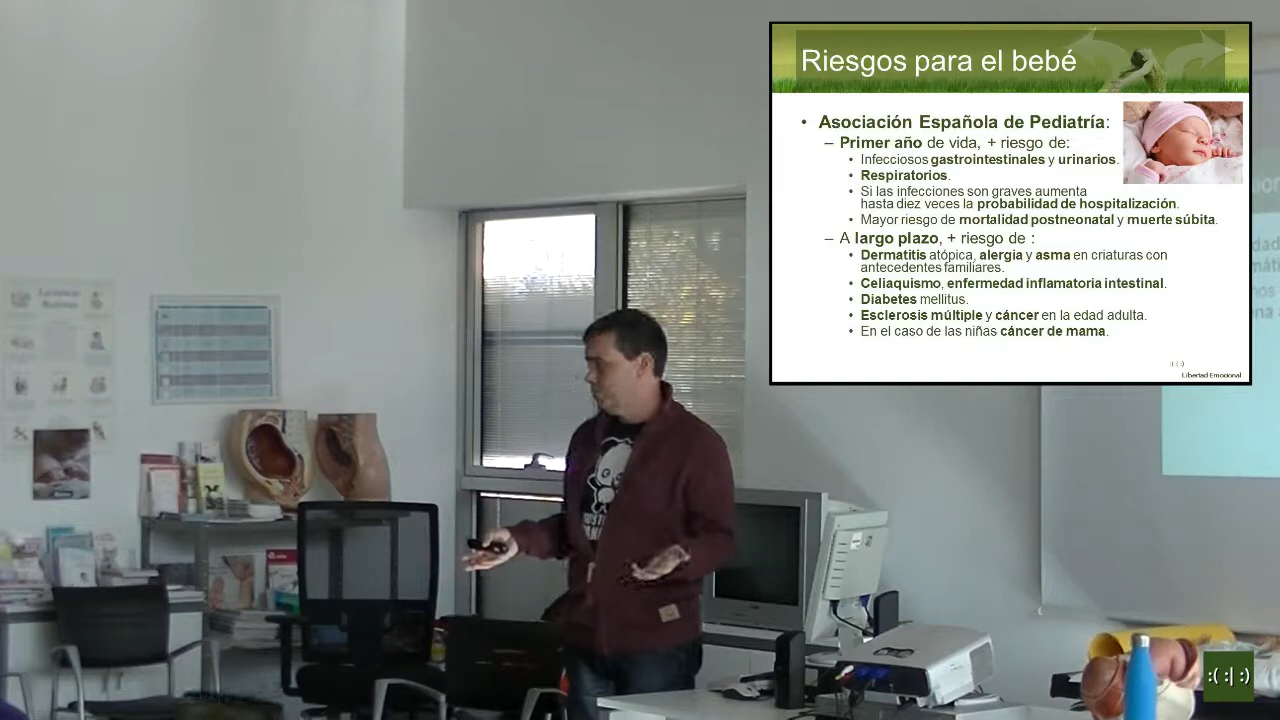 Riesgos para el bebé
• Asociación Española de Pediatría:
– Primer año de vida, + riesgo de:
• Infecciosos gastrointestinales y urinarios.
• Respiratorios.
• Si las infecciones son graves aumenta
hasta diez veces la probabilidad de hospitalización.
• Mayor riesgo de mortalidad postneonatal y muerte súbita.
– A largo plazo, + riesgo de :
• Dermatitis atópica, alergia y asma en criaturas con
antecedentes familiares.
• Celiaquismo, enfermedad inflamatoria intestinal.
• Diabetes mellitus.
• Esclerosis múltiple y cáncer en la edad adulta.
• En el caso de las niñas cáncer de mama.
:(:|:)
Libertad Emocional
:(:|:)